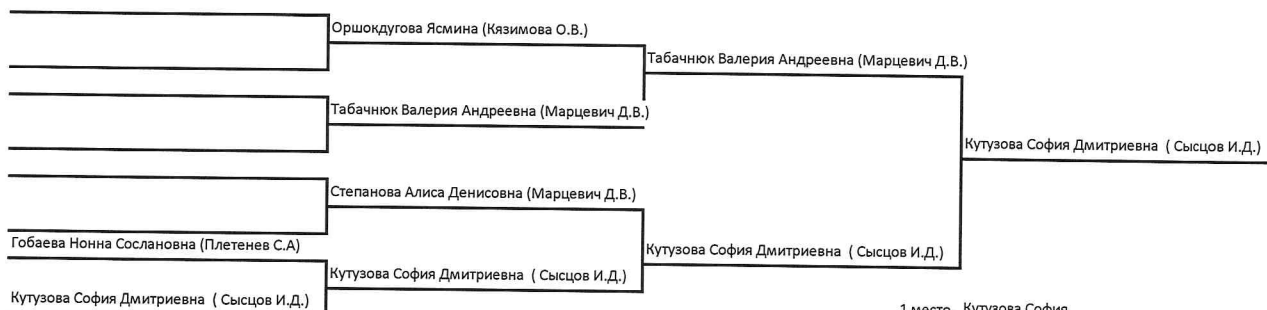 Оршокдугова Ясмина (Кязимова О.В.)
Табачнюк Валерия Андреевна (Марцевич Д.В.)
Табачнюк Валерия Андреевна (Марцевич Д.В.)
Кутузова София Дмитриевна ( Сысцов И.Д.)
Степанова Алиса Денисовна (Марцевич Д.В.)
Гобаева Нонна Сослановна (Плетенев С.А)
Кутузова София Дмитриевна ( Сысцов И.Д.)
Кутузова София Дмитриевна ( Сысцов И.Д.)
Кутузова София Дмитриевна ( Сысцов И.Д.)
1 место Кутузова София